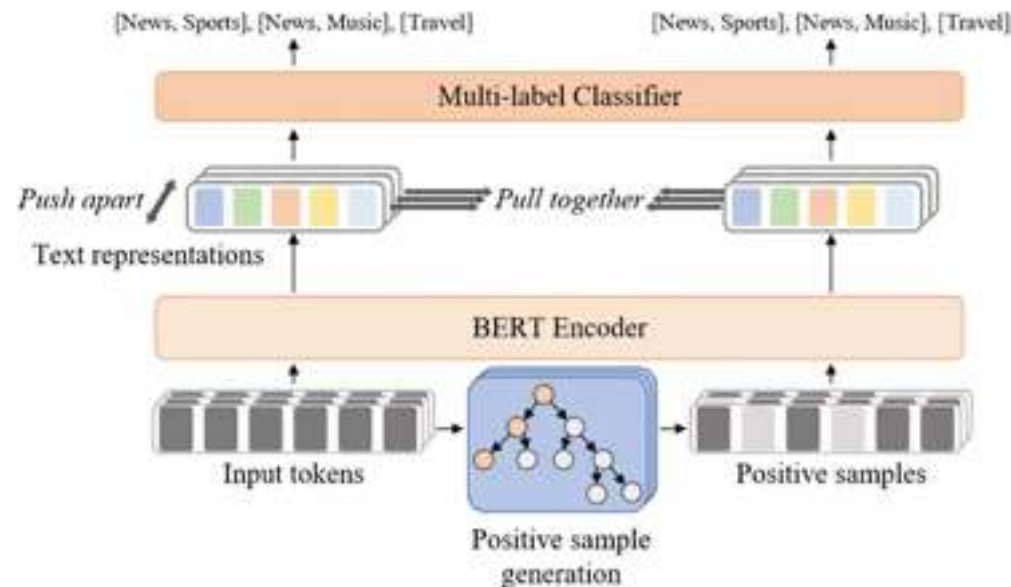 [News, Sports], [News, Music], [Travel]
[News, Sports], [News, Music], [Travel]
Multi-label Classifier
Push apart
Pull together
Text representations
BERT Encoder
Input tokens
Positive samples
Positive sample
generation